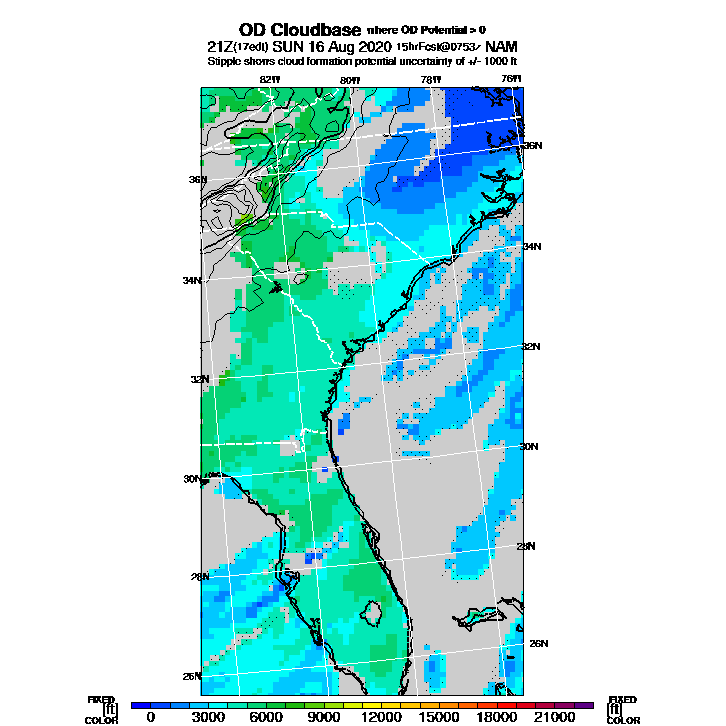 OD Cloudbase where OD Potential > 0
21Z(17edt) SUN 16 Aug 2020 15hrFcst@0753z NAM
Stipple shows cloud formation potential uncertainty of +/- 1000 ft
82W 80W 78W 76W
36N 36N
34N 34N
32N 32N
30N 30N
28N 28N
26N 26N
FIXED FIXED
[ft] 0 3000 6000 9000 12000 15000 18000 21000 [ft]
COLOR COLOR